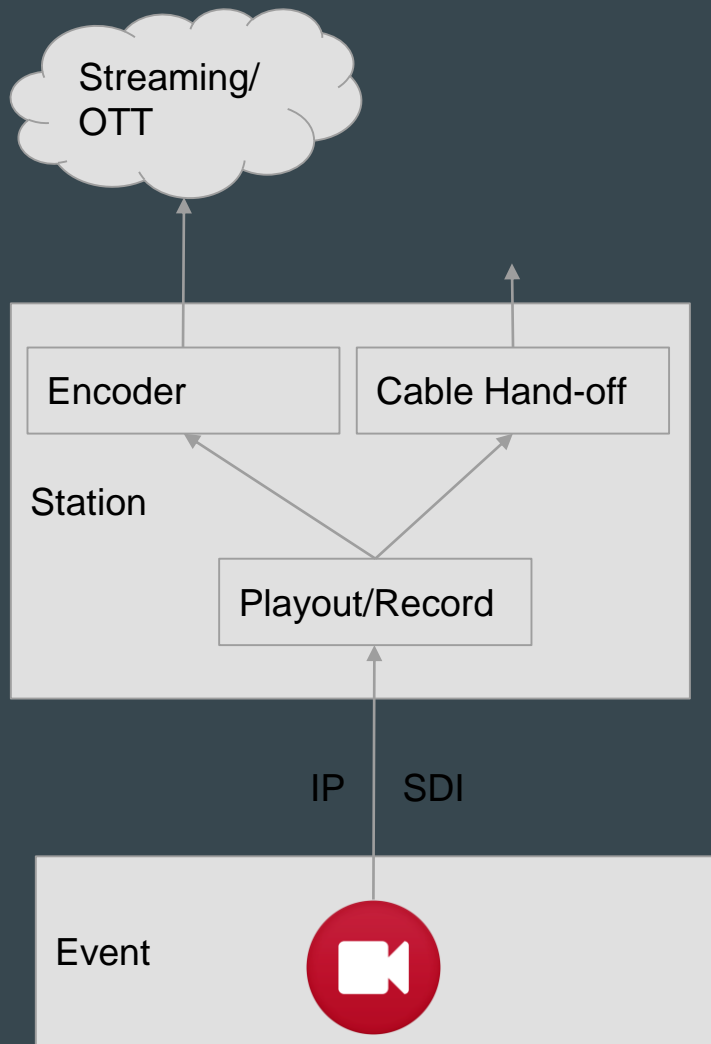 Streaming/
OTT
Encoder
Cable Hand-off
Station
Playout/Record
IP SDI
Event